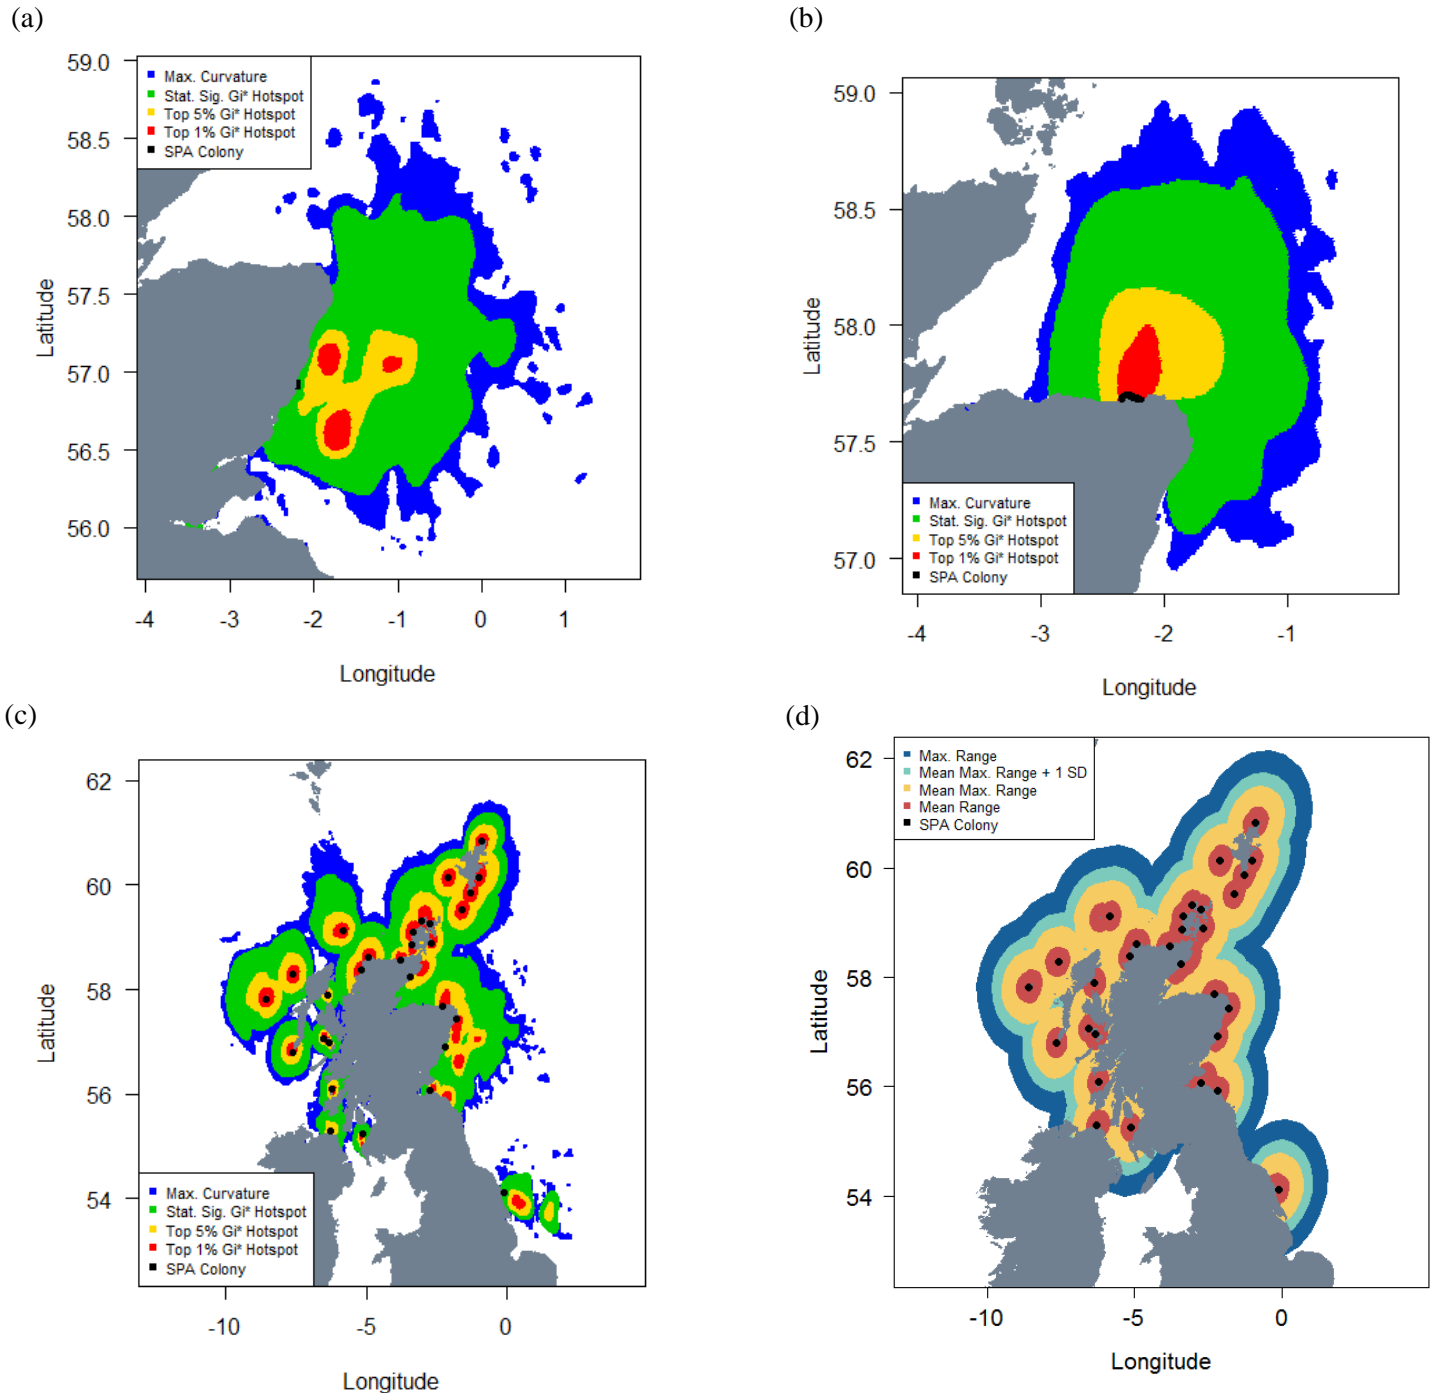 (a)
59.0
58.5
58.0
57.5
57.0
56.5
56.0
Latitude
Max. Curvature
Stat. Sig. Gi* Hotspot
Top 5% Gi* Hotspot
Top 1% Gi* Hotspot
SPA Colony
-4
-3
-2
-1
0
1
Longitude
(b)
59.0
58.5
58.0
57.5
57.0
Latitude
Max. Curvature
Stat. Sig. Gi* Hotspot
Top 5% Gi* Hotspot
Top 1% Gi* Hotspot
SPA Colony
-4
-3
-2
-1
Longitude
(c)
62
60
58
56
54
Latitude
Max. Curvature
Stat. Sig. Gi* Hotspot
Top 5% Gi* Hotspot
Top 1% Gi* Hotspot
SPA Colony
-10
-5
0
Longitude
(d)
62
60
58
56
54
Latitude
Max. Range
Mean Max. Range + 1 SD
Mean Max. Range
Mean Range
SPA Colony
-10
-5
0
Longitude